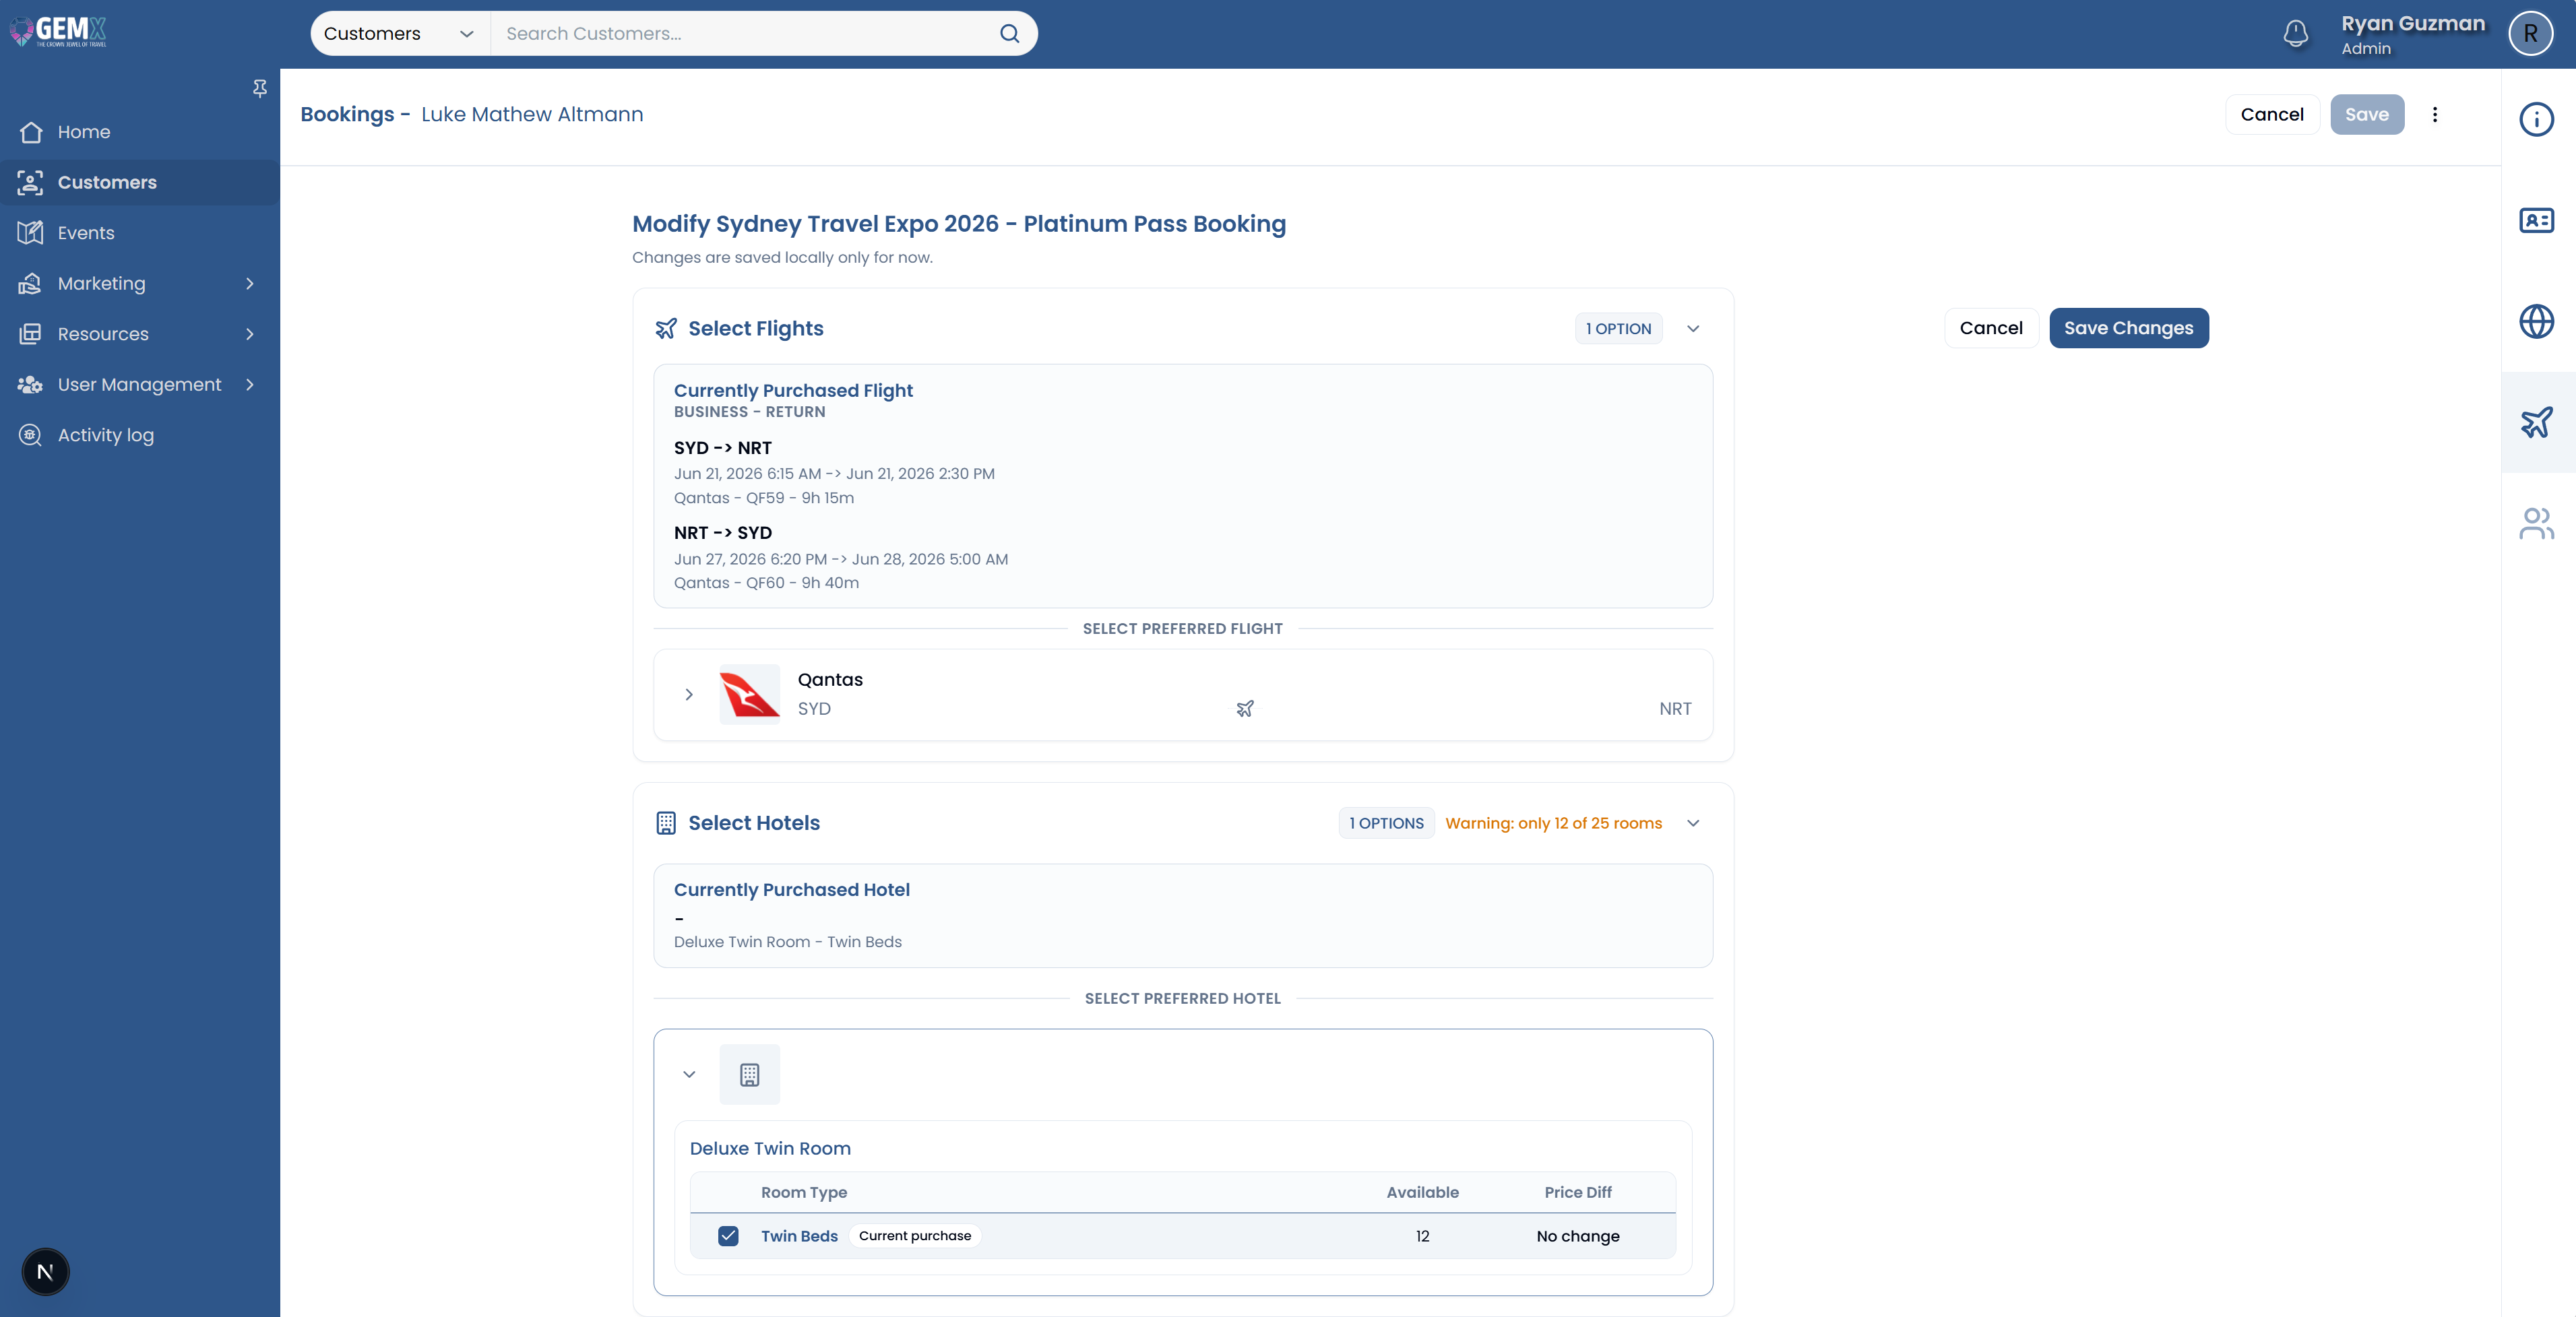 GEMX
THE CROWN JEWEL OF TRAVEL
Customers
Search Customers...
Ryan Guzman
Admin
R
Home
Customers
Events
Marketing
Resources
User Management
Activity log
Bookings - Luke Mathew Altmann
Cancel
Save
Modify Sydney Travel Expo 2026 - Platinum Pass Booking
Changes are saved locally only for now.
Select Flights
1 OPTION
Cancel
Save Changes
Currently Purchased Flight
BUSINESS - RETURN
SYD -> NRT
Jun 21, 2026 6:15 AM -> Jun 21, 2026 2:30 PM
Qantas - QF59 - 9h 15m
NRT -> SYD
Jun 27, 2026 6:20 PM -> Jun 28, 2026 5:00 AM
Qantas - QF60 - 9h 40m
SELECT PREFERRED FLIGHT
Qantas
SYD
NRT
Select Hotels
1 OPTIONS
Warning: only 12 of 25 rooms
Currently Purchased Hotel
-
Deluxe Twin Room - Twin Beds
SELECT PREFERRED HOTEL
Deluxe Twin Room
Room Type Available Price Diff
Twin Beds Current purchase 12 No change
N